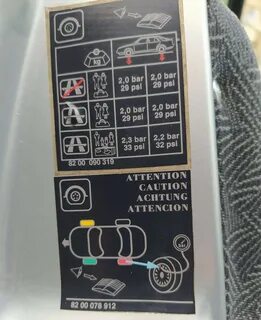 kg
2,0 bar 2,0 bar
29 psi 29 psi
2,0 bar 2,0 bar
29 psi 29 psi
2,3 bar 2,2 bar
33 psi 32 psi
82 00 090 319
ATTENTION
CAUTION
ACHTUNG
ATTENCION
82 00 078 912